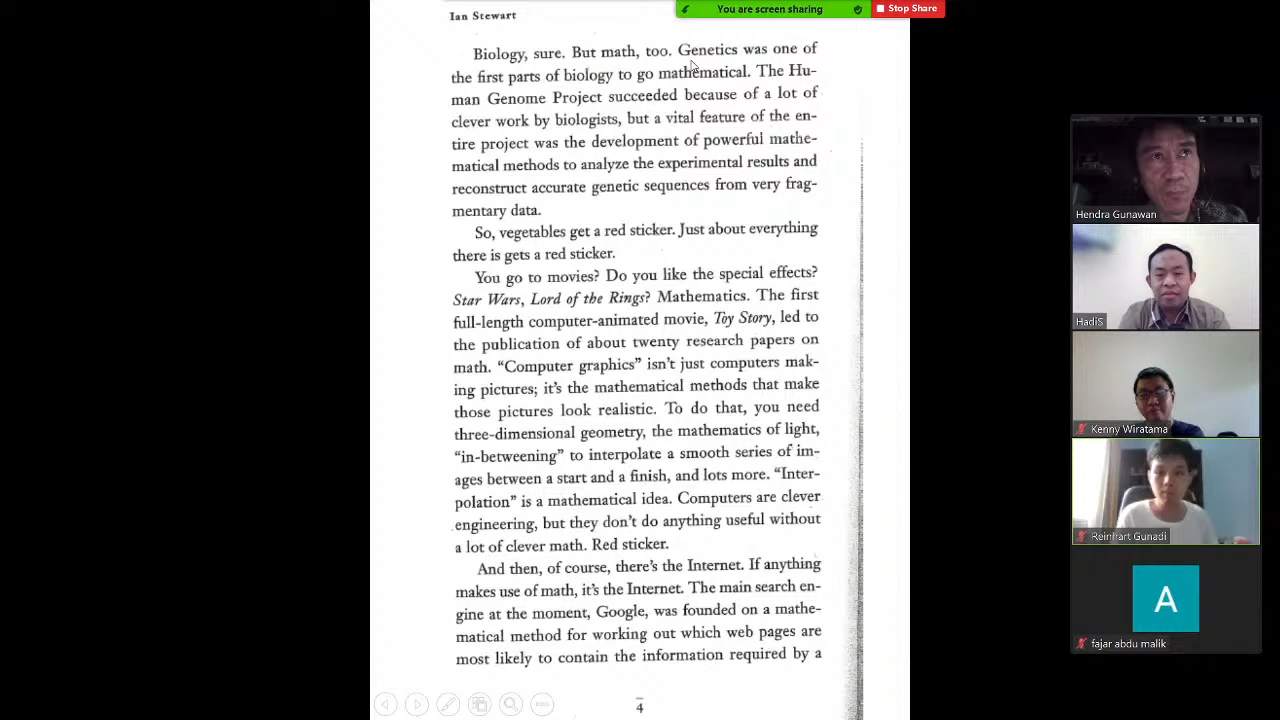 You are screen sharing
Stop Share
Ian Stewart
Biology, sure. But math, too. Genetics was one of
the first parts of biology to go mathematical. The Hu-
man Genome Project succeeded because of a lot of
clever work by biologists, but a vital feature of the en-
tire project was the development of powerful mathe-
matical methods to analyze the experimental results and
reconstruct accurate genetic sequences from very frag-
mentary data.
So, vegetables get a red sticker. Just about everything
there is gets a red sticker.
You go to movies? Do you like the special effects?
Star Wars, Lord of the Rings? Mathematics. The first
full-length computer-animated movie, Toy Story, led to
the publication of about twenty research papers on
math. “Computer graphics” isn’t just computers mak-
ing pictures; it’s the mathematical methods that make
those pictures look realistic. To do that, you need
three-dimensional geometry, the mathematics of light,
“in-betweening” to interpolate a smooth series of im-
ages between a start and a finish, and lots more. “Inter-
polation” is a mathematical idea. Computers are clever
engineering, but they don’t do anything useful without
a lot of clever math. Red sticker.
And then, of course, there’s the Internet. If anything
makes use of math, it’s the Internet. The main search en-
gine at the moment, Google, was founded on a mathe-
matical method for working out which web pages are
most likely to contain the information required by a
4
Hendra Gunawan
HadiS
Kenny Wiratama
Reinhart Gunadi
A
fajar abdu malik